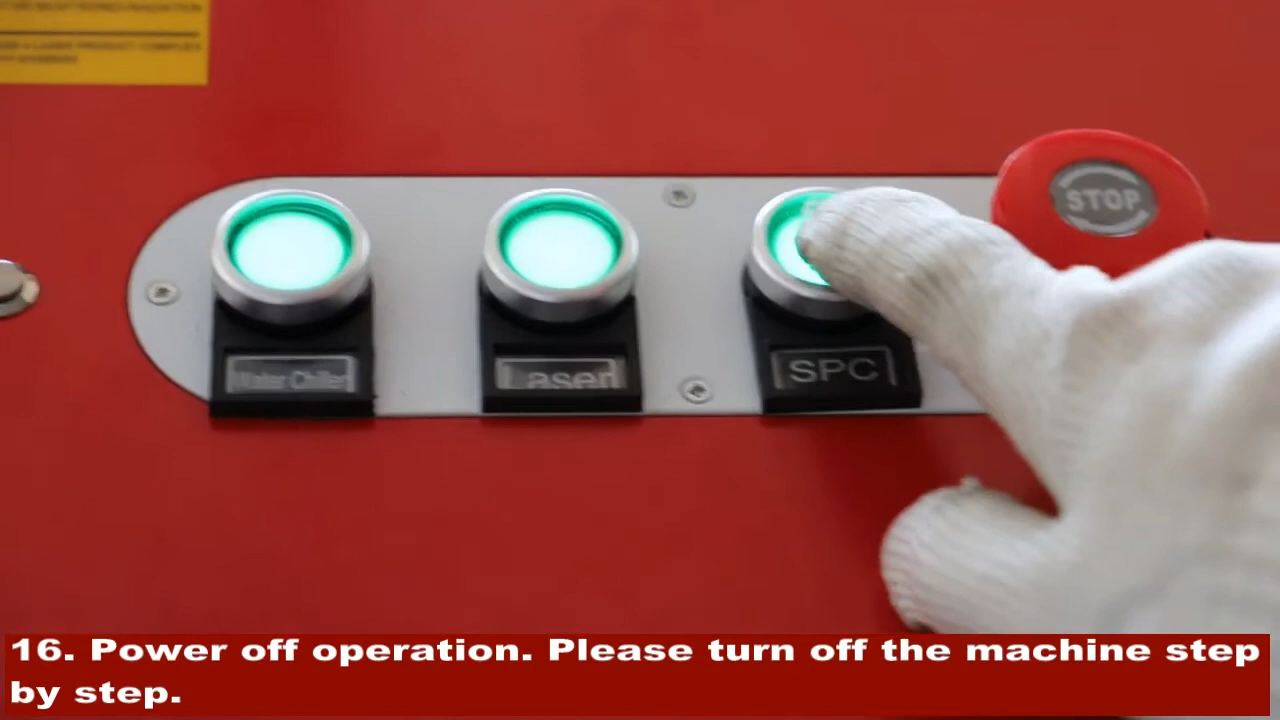 STOP
Water Chiller
Laser
SPC
16. Power off operation. Please turn off the machine step
by step.